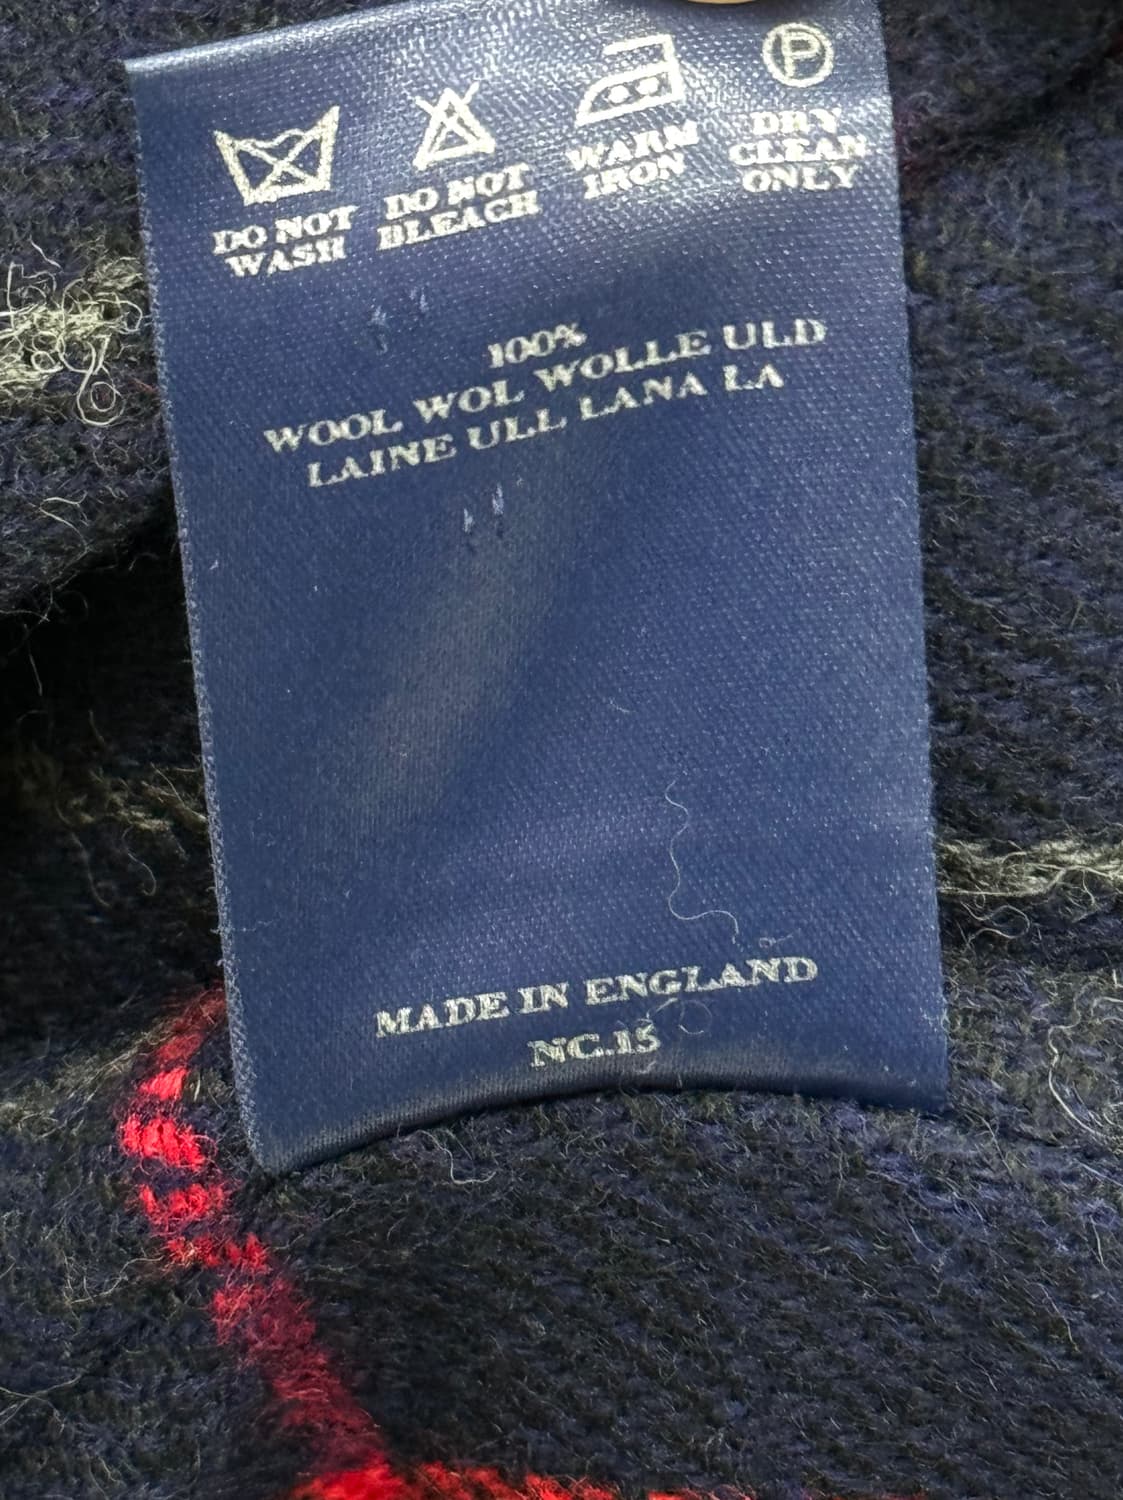 P
DO NOT WASH
DO NOT BLEACH
WARM IRON
DRY CLEAN ONLY
100%
WOOL WOL WOLLE ULD
LAINE ULL LANA LA
MADE IN ENGLAND
NC.15